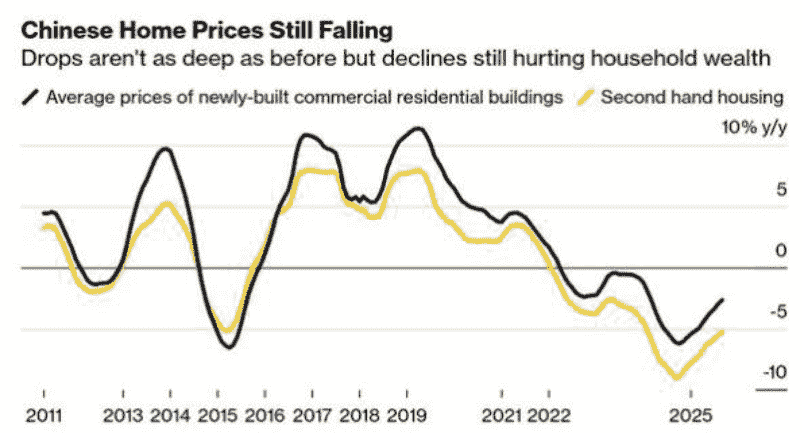 Chinese Home Prices Still Falling
Drops aren't as deep as before but declines still hurting household wealth
Average prices of newly-built commercial residential buildings Second hand housing
10% y/y
5
0
-5
-10
2011 2013 2014 2015 2016 2017 2018 2019 2021 2022 2025